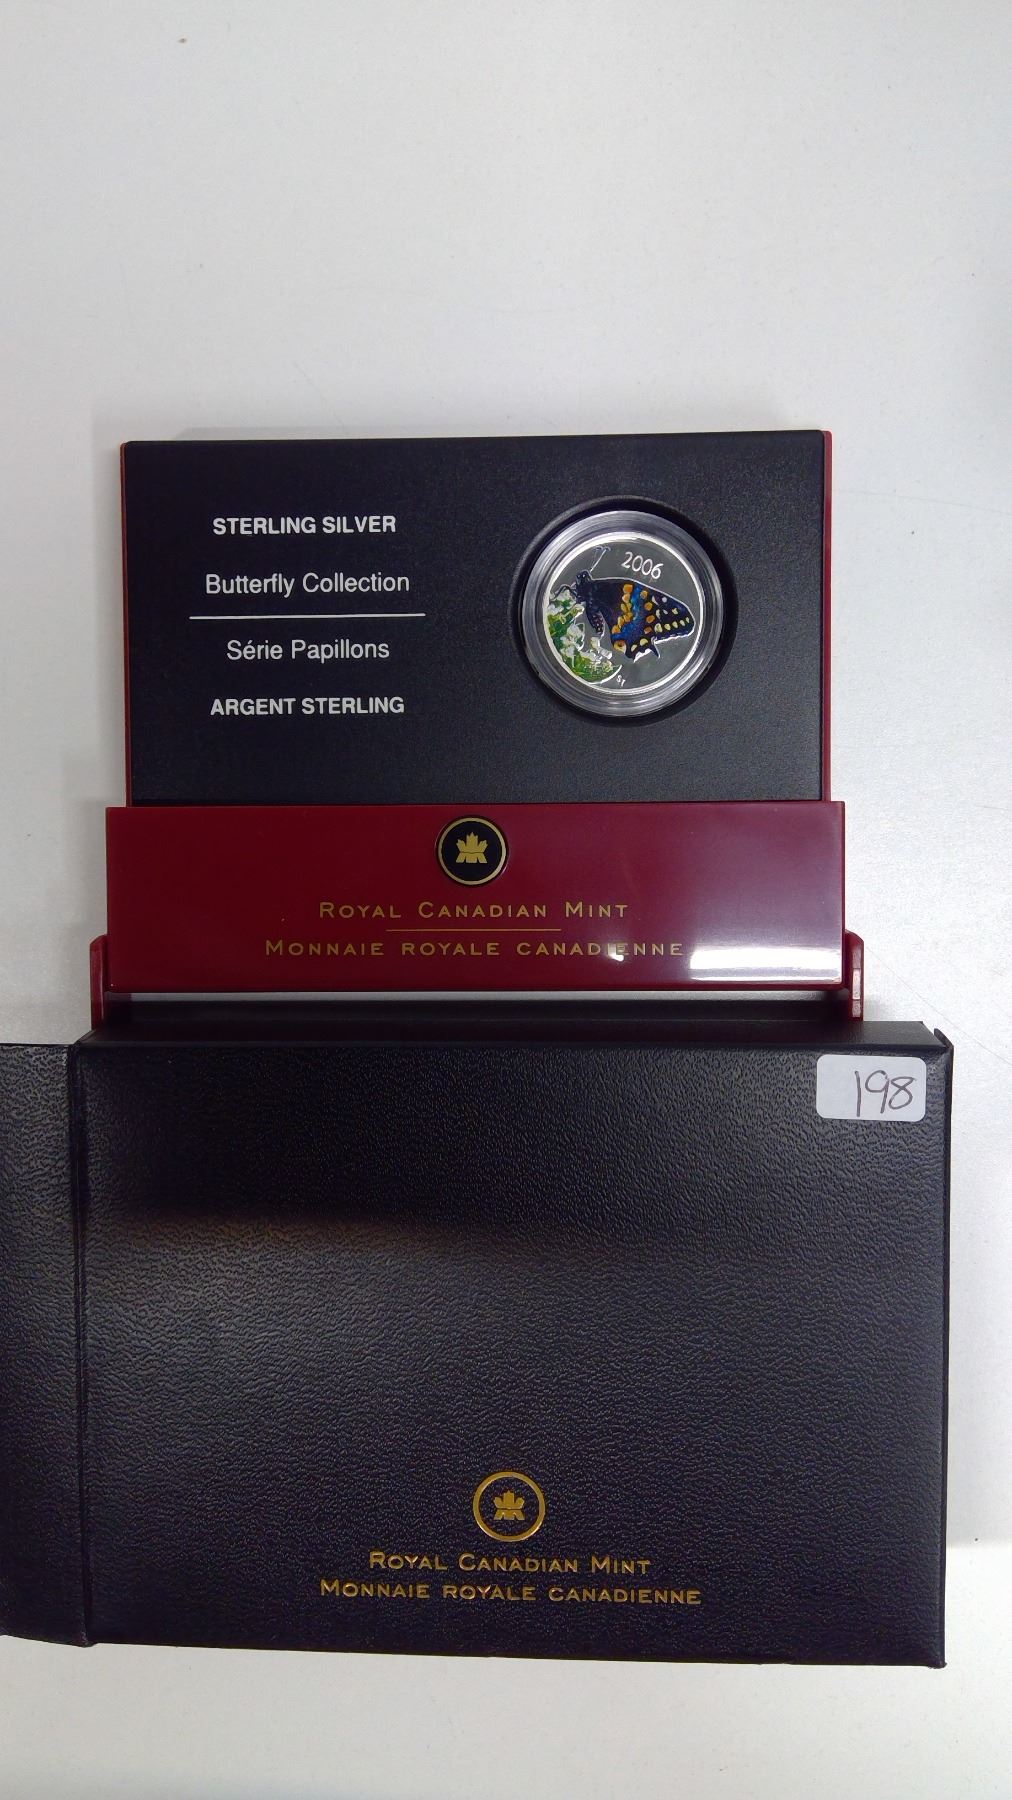 STERLING SILVER
Butterfly Collection
Série Papillons
ARGENT STERLING
2006
ROYAL CANADIAN MINT
MONNAIE ROYALE CANADIENNE
198
ROYAL CANADIAN MINT
MONNAIE ROYALE CANADIENNE